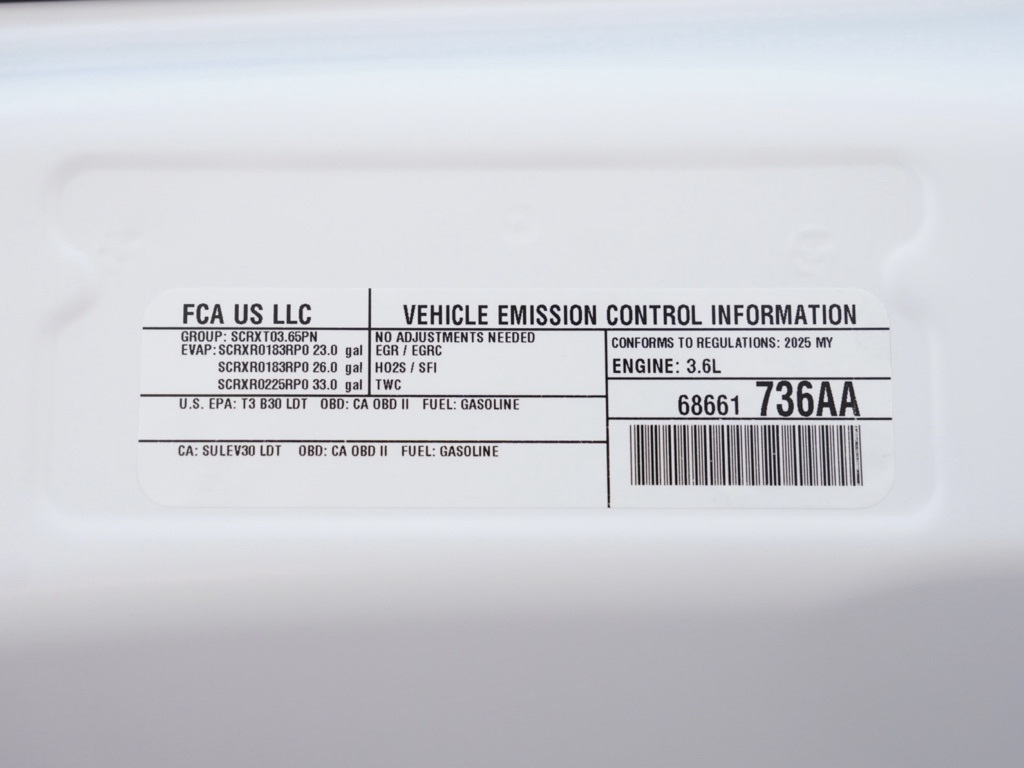 FCA US LLC
VEHICLE EMISSION CONTROL INFORMATION
GROUP: SCRXT03.65PN
EVAP: SCRXR0183RP0 23.0 gal
SCRXR0183RP0 26.0 gal
SCRXR0225RP0 33.0 gal
NO ADJUSTMENTS NEEDED
EGR / EGRC
HO2S / SFI
TWC
CONFORMS TO REGULATIONS: 2025 MY
ENGINE: 3.6L
68661 736AA
U.S. EPA: T3 B30 LDT OBD: CA OBD II FUEL: GASOLINE
CA: SULEV30 LDT OBD: CA OBD II FUEL: GASOLINE